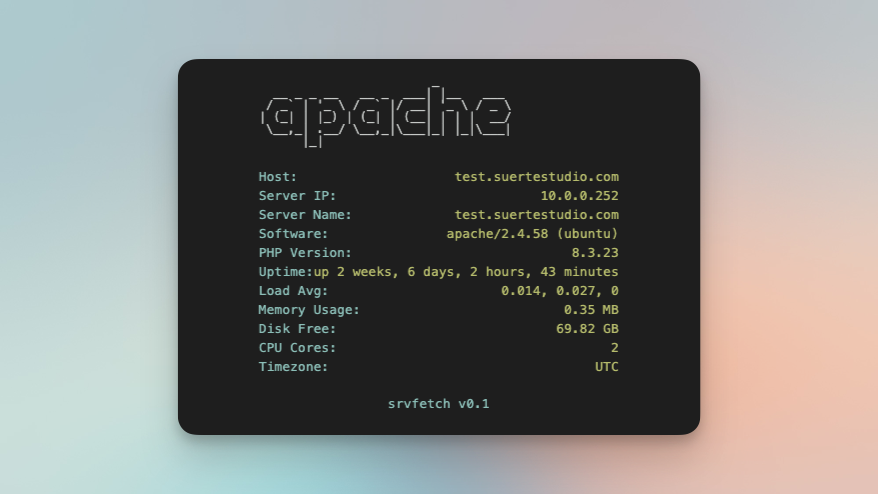 apache
Host: test.suertestudio.com
Server IP: 10.0.0.252
Server Name: test.suertestudio.com
Software: apache/2.4.58 (ubuntu)
PHP Version: 8.3.23
Uptime:up 2 weeks, 6 days, 2 hours, 43 minutes
Load Avg: 0.014, 0.027, 0
Memory Usage: 0.35 MB
Disk Free: 69.82 GB
CPU Cores: 2
Timezone: UTC
srvfetch v0.1